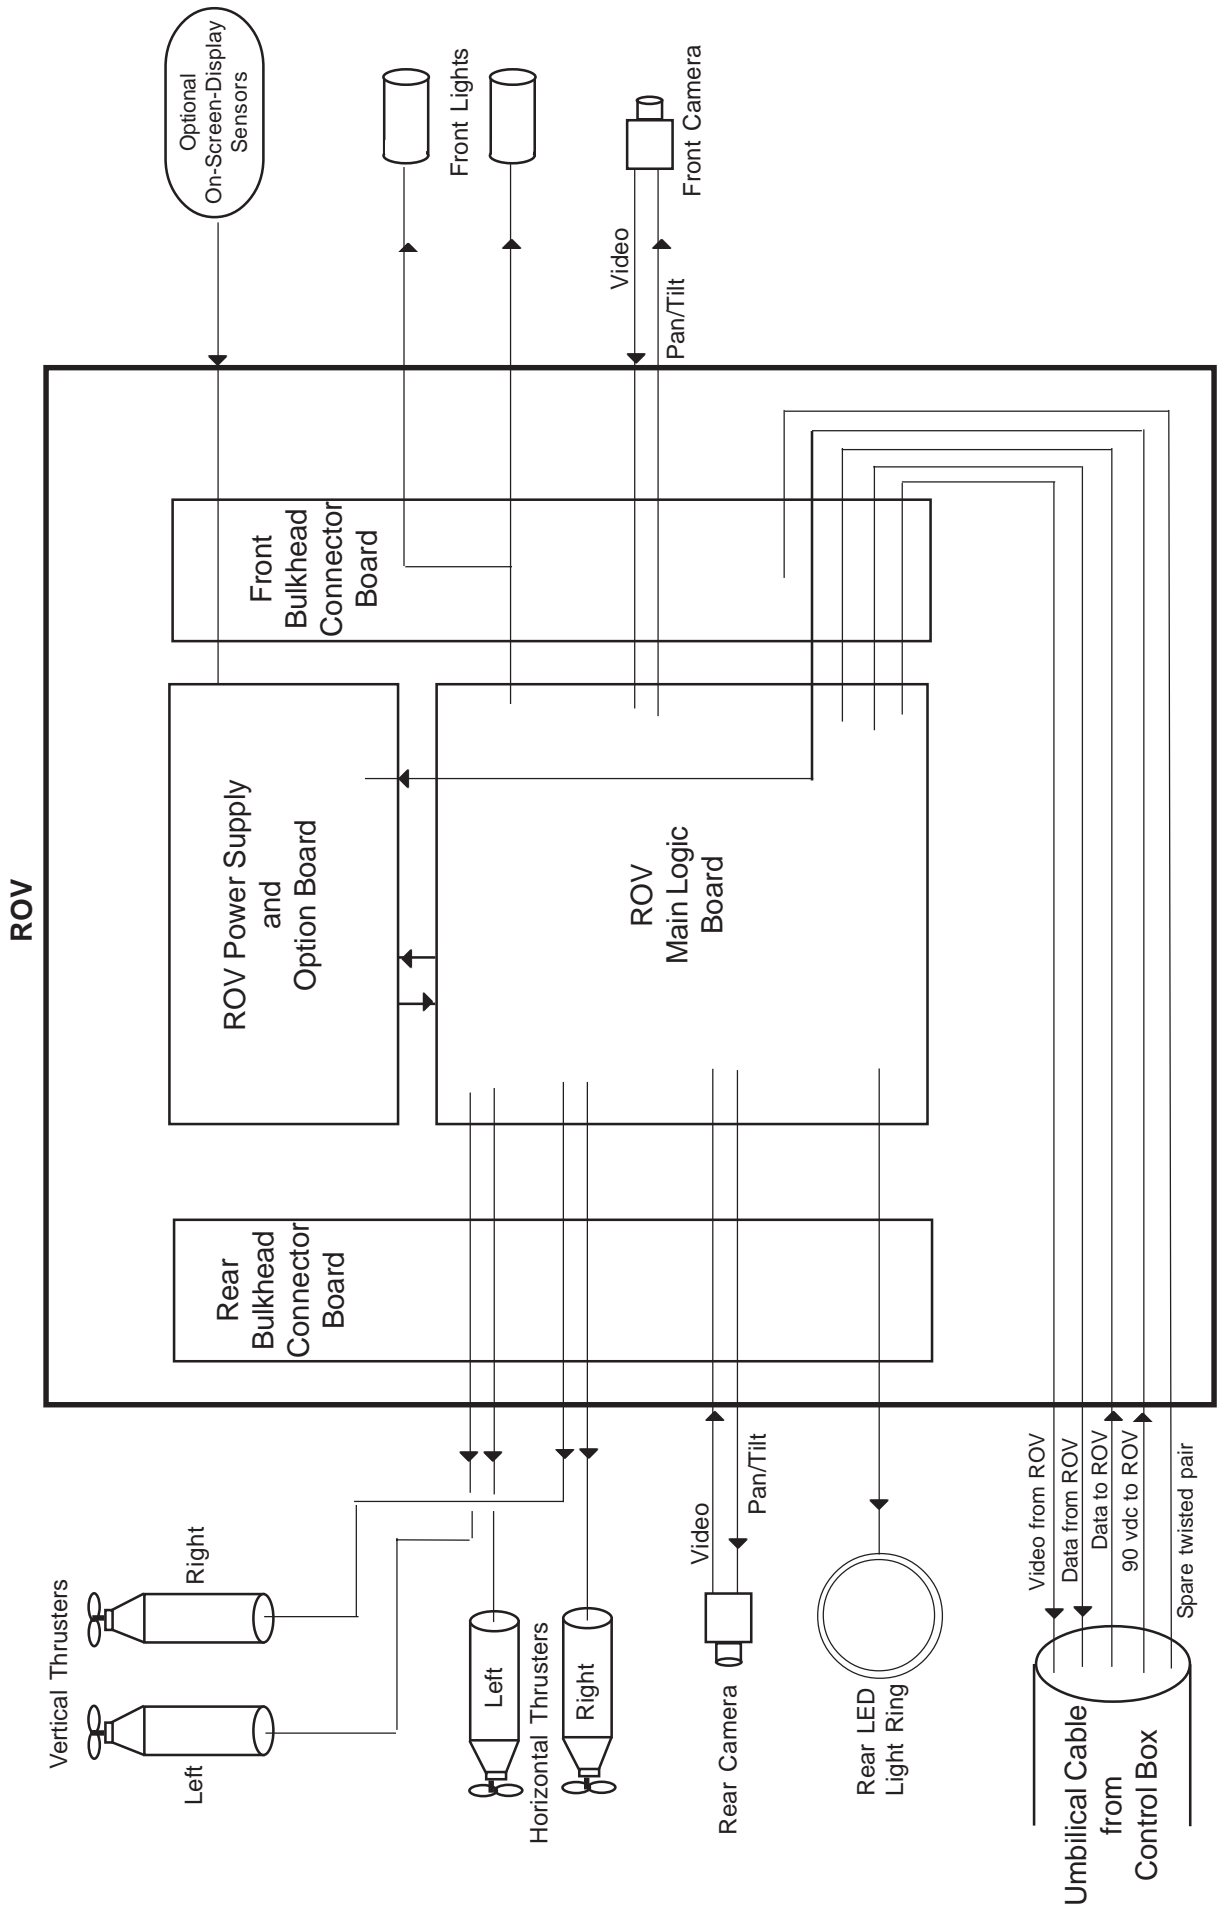 ROV
Optional
On-Screen-Display
Sensors
Front Lights
Front Camera
Video
Pan/Tilt
Front
Bulkhead
Connector
Board
ROV Power Supply
and
Option Board
ROV
Main Logic
Board
Rear
Bulkhead
Connector
Board
Vertical Thrusters
Left
Right
Horizontal Thrusters
Left
Right
Rear Camera
Video
Pan/Tilt
Rear LED
Light Ring
Umbilical Cable
from
Control Box
Video from ROV
Data from ROV
Data to ROV
90 vdc to ROV
Spare twisted pair